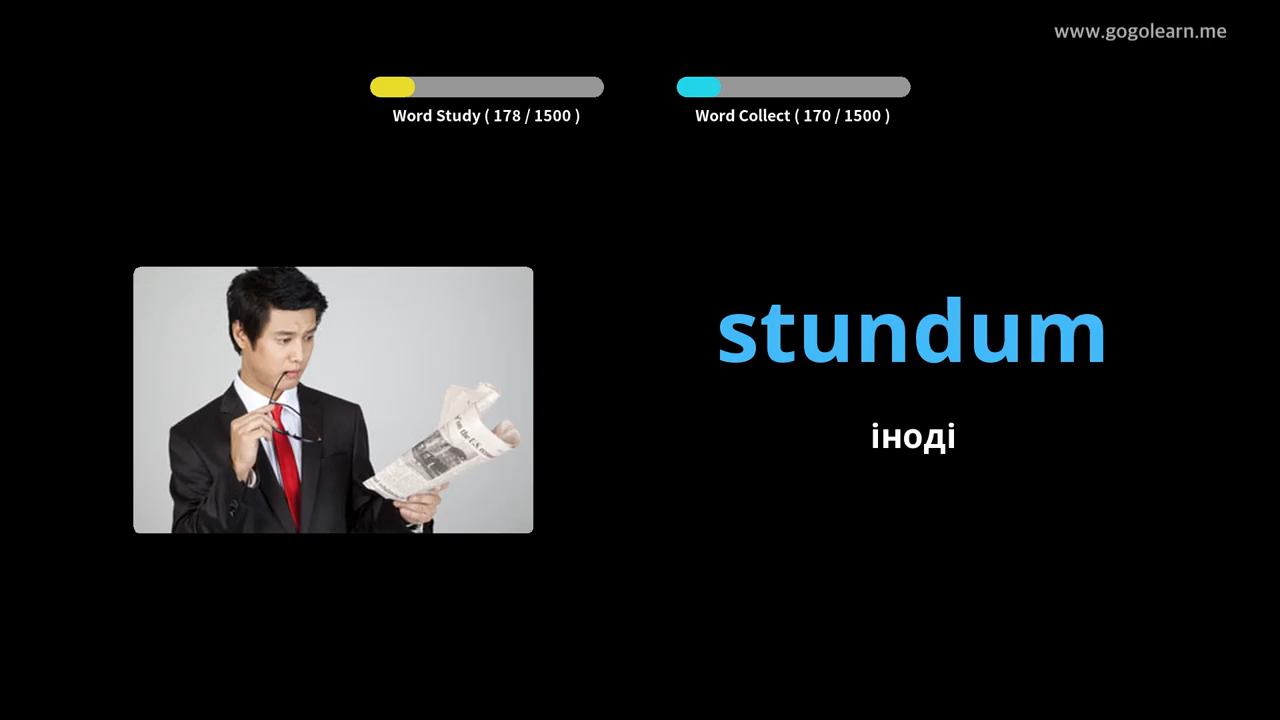 www.gogolearn.me
Word Study ( 178 / 1500 )
Word Collect ( 170 / 1500 )
stundum
іноді